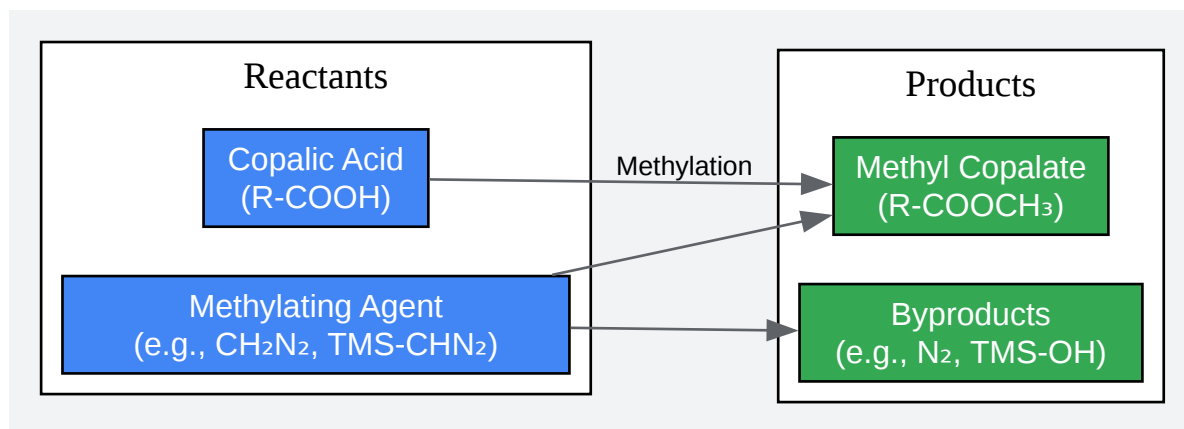 Reactants
Copalic Acid
(R-COOH)
Methylating Agent
(e.g., CH₂N₂, TMS-CHN₂)
Methylation
Products
Methyl Copalate
(R-COOCH₃)
Byproducts
(e.g., N₂, TMS-OH)